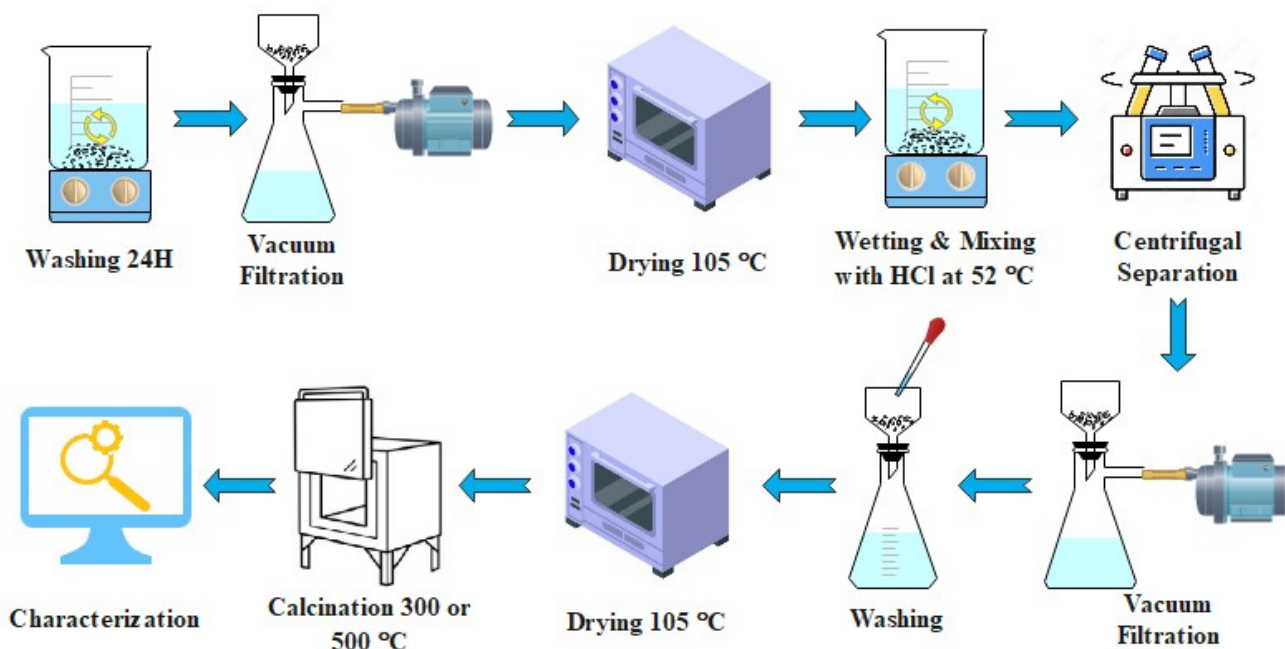 Washing 24H
Vacuum
Filtration
Drying 105 °C
Wetting & Mixing
with HCl at 52 °C
Centrifugal
Separation
Vacuum
Filtration
Washing
Drying 105 °C
Calcination 300 or
500 °C
Characterization